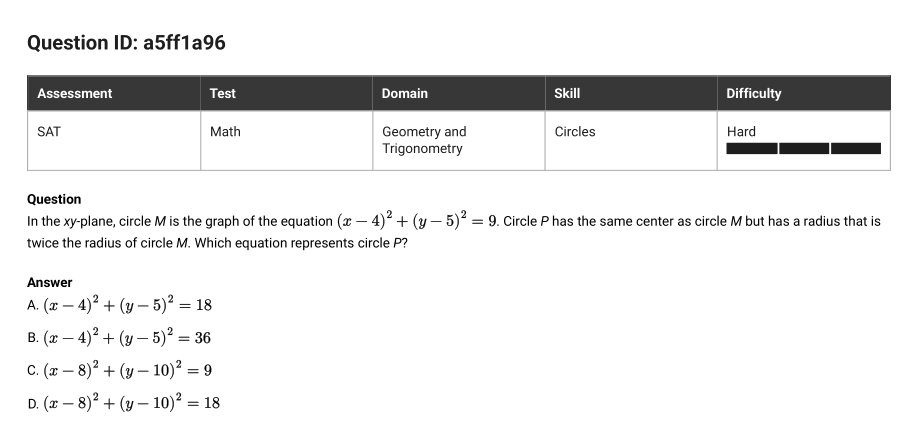 Question ID: a5ff1a96
Assessment Test Domain Skill Difficulty
SAT Math Geometry and Trigonometry Circles Hard
Question
In the xy-plane, circle M is the graph of the equation (x − 4)² + (y − 5)² = 9. Circle P has the same center as circle M but has a radius that is
twice the radius of circle M. Which equation represents circle P?
Answer
A. (x − 4)² + (y − 5)² = 18
B. (x − 4)² + (y − 5)² = 36
C. (x − 8)² + (y − 10)² = 9
D. (x − 8)² + (y − 10)² = 18